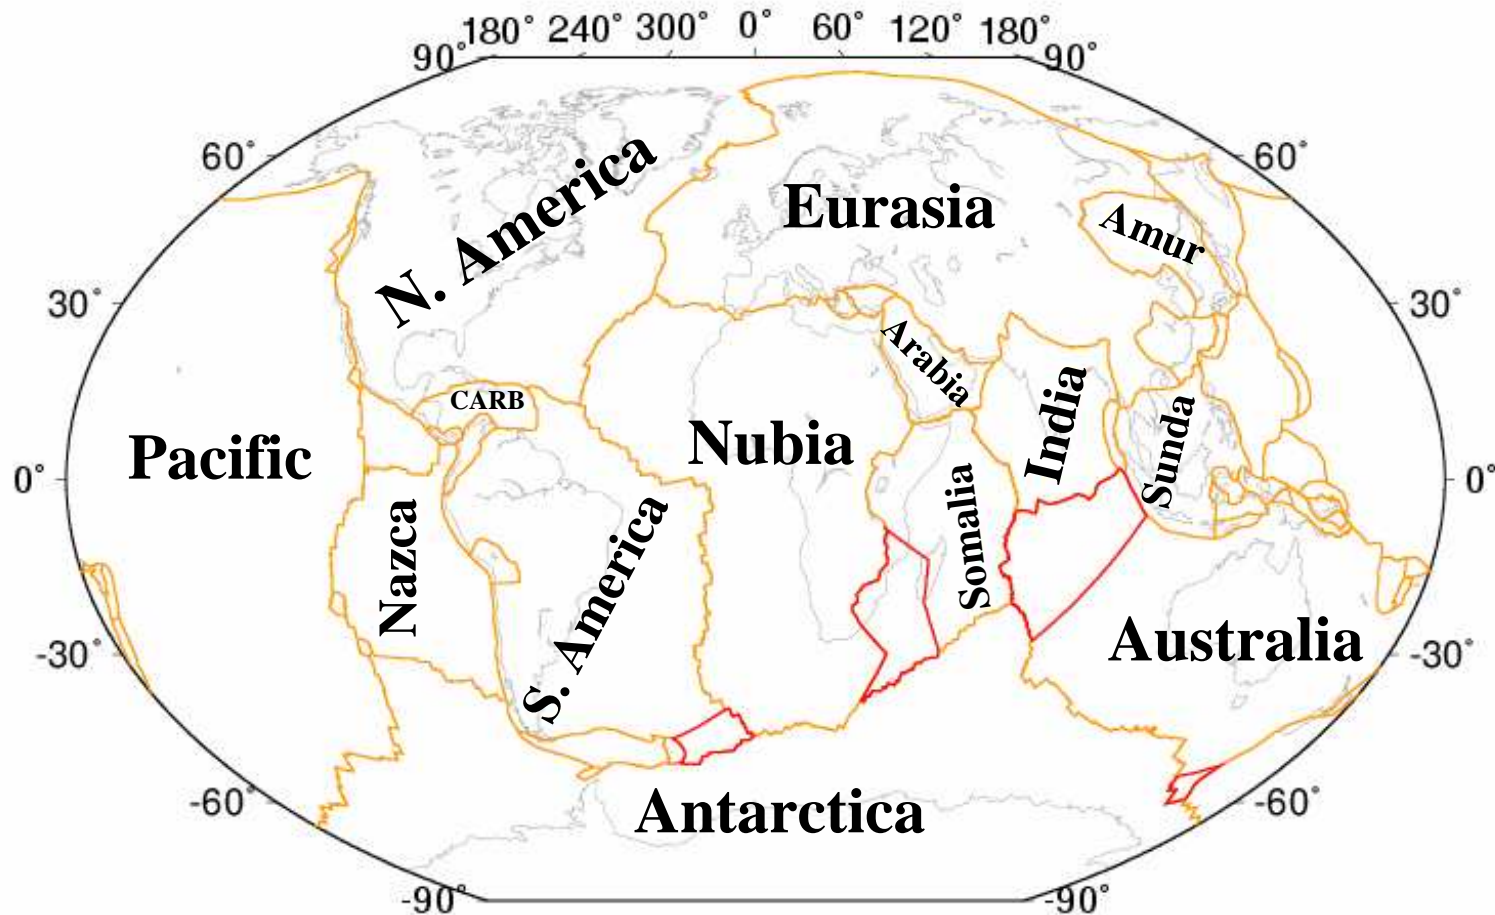 180° 240° 300° 0° 60° 120° 180°
90° 90°
60° 60°
N. America
Eurasia
Amur
30° 30°
Arabia
CARB
India
Sunda
Pacific
Nubia
0° 0°
Somalia
Nazca
S. America
Australia
-30° -30°
-60° -60°
Antarctica
-90° -90°